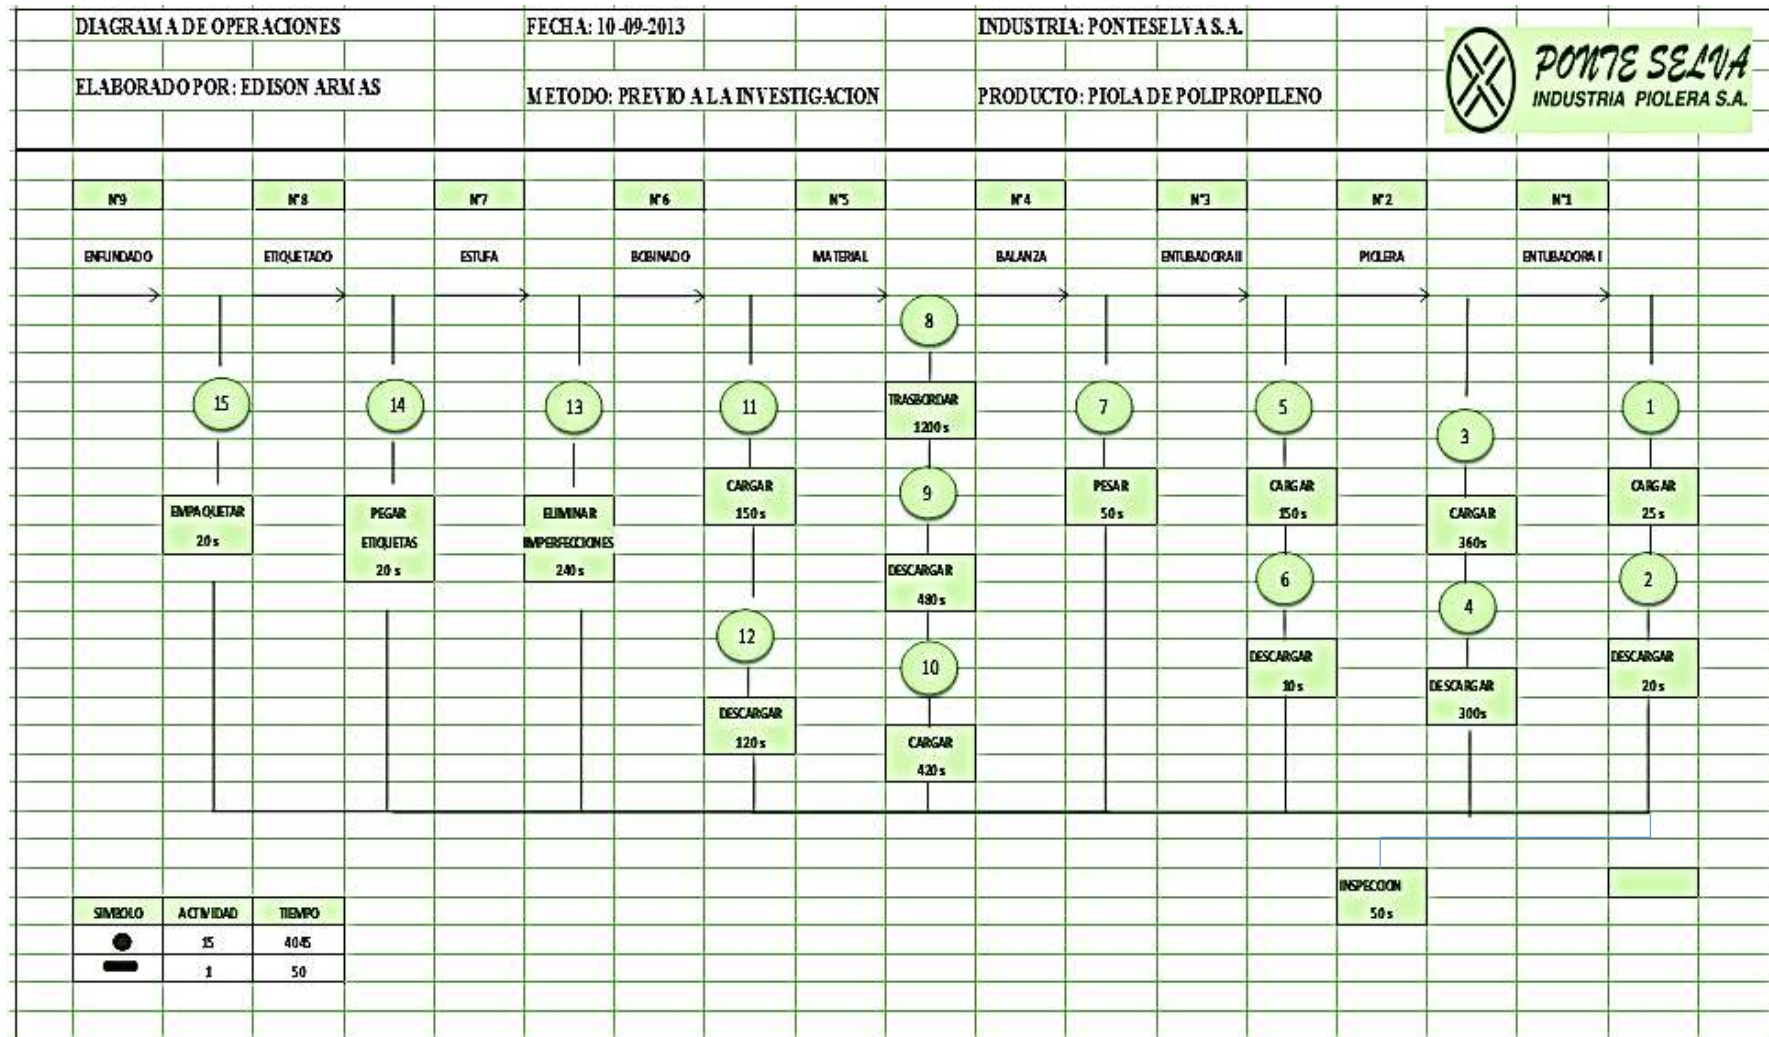 DIAGRAMA DE OPERACIONES
FECHA: 10-09-2013
INDUSTRIA: PONTESELVA S.A.
PONTE SELVA
INDUSTRIA PIOLERA S.A.
ELABORADO POR: EDISON ARMAS
METODO: PREVIO A LA INVESTIGACION
PRODUCTO: PIOLA DE POLIPROPILENO
N°9
N°8
N°7
N°6
N°5
N°4
N°3
N°2
N°1
ENFUNDADO
ETIQUETADO
ESTUFA
BOBINADO
MATERIAL
BALANZA
ENTUBADORA II
PIOLERA
ENTUBADORA I
15
EMPAQUETAR
20 s
14
PEGAR
ETIQUETAS
20 s
13
ELIMINAR
IMPERFECCIONES
240 s
11
CARGAR
150 s
12
DESCARGAR
120 s
8
TRASBORDAR
1200 s
9
DESCARGAR
480 s
10
CARGAR
420 s
7
PESAR
50 s
5
CARGAR
150 s
6
DESCARGAR
10 s
3
CARGAR
360s
4
DESCARGAR
300s
1
CARGAR
25 s
2
DESCARGAR
20 s
INSPECCION
50 s
SIMBOLO ACTIVIDAD TIEMPO
15 4045
1 50